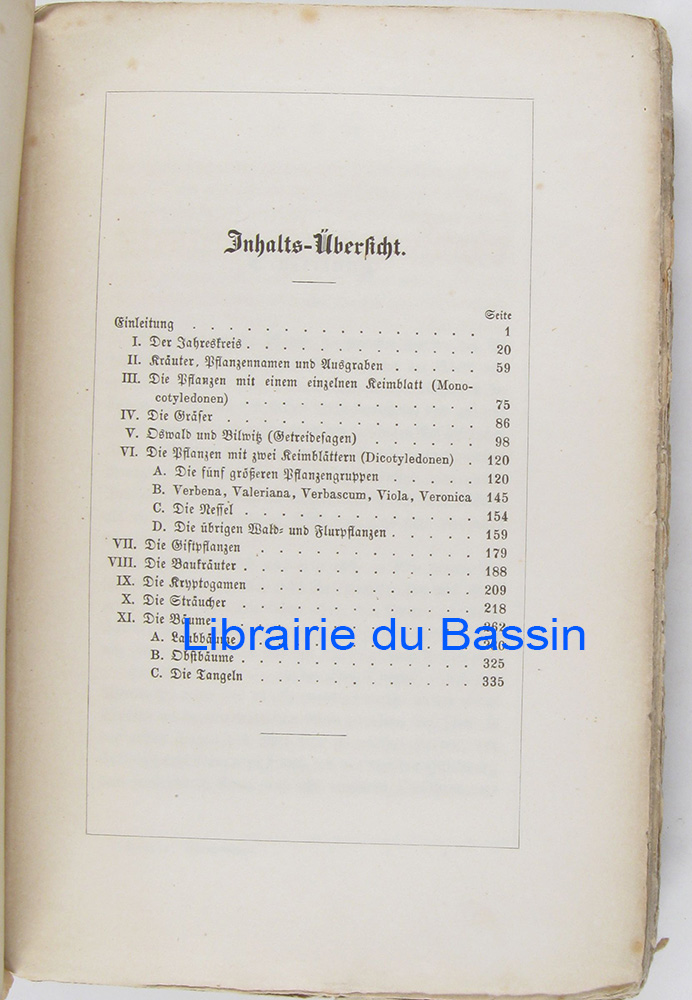 Inhalts-Übersicht.
Seite
Einleitung . . . . . . . . . . . . . . . . 1
I. Der Jahreskreis . . . . . . . . . . . . . 20
II. Kräuter, Pflanzennamen und Ausgraben . . . . . 59
III. Die Pflanzen mit einem einzelnen Keimblatt (Mono-
cotyledonen) . . . . . . . . . . . . . 75
IV. Die Gräser . . . . . . . . . . . . . . 86
V. Oswald und Bilwitz (Getreidesagen) . . . . . . 98
VI. Die Pflanzen mit zwei Keimblättern (Dicotyledonen) . 120
A. Die fünf größeren Pflanzengruppen . . . . . 120
B. Verbena, Valeriana, Verbascum, Viola, Veronica 145
C. Die Nessel . . . . . . . . . . . . . 154
D. Die übrigen Wald- und Flurpflanzen . . . . . 159
VII. Die Giftpflanzen . . . . . . . . . . . . 179
VIII. Die Baukräuter . . . . . . . . . . . . . 188
IX. Die Kryptogamen . . . . . . . . . . . . 209
X. Die Sträucher . . . . . . . . . . . . . 218
XI. Die Bäume . . . . . . . . . . . . . . 262
Librairie du Bassin
A. Laubbäume
B. Obstbäume . . . . . . . . . . . . . 325
C. Die Tangeln . . . . . . . . . . . . . 335